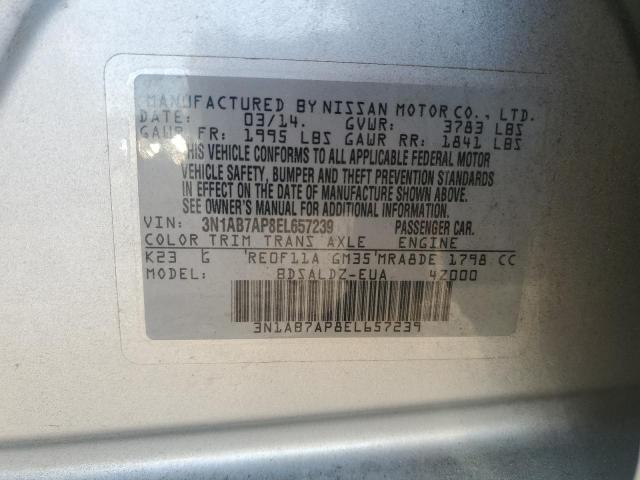 MANUFACTURED BY NISSAN MOTOR CO., LTD.
DATE: 03/14. GVWR: 3783 LBS
GAWR FR: 1995 LBS GAWR RR: 1841 LBS
THIS VEHICLE CONFORMS TO ALL APPLICABLE FEDERAL MOTOR
VEHICLE SAFETY, BUMPER AND THEFT PREVENTION STANDARDS
IN EFFECT ON THE DATE OF MANUFACTURE SHOWN ABOVE.
SEE OWNER'S MANUAL FOR ADDITIONAL INFORMATION.
VIN: 3N1AB7AP8EL657239 PASSENGER CAR.
COLOR TRIM TRANS AXLE ENGINE
K23 G RE0F11A GM35 MRA8DE 1798 CC
MODEL: BDSALDZ-EUA 4Z000
3N1AB7AP8EL657239